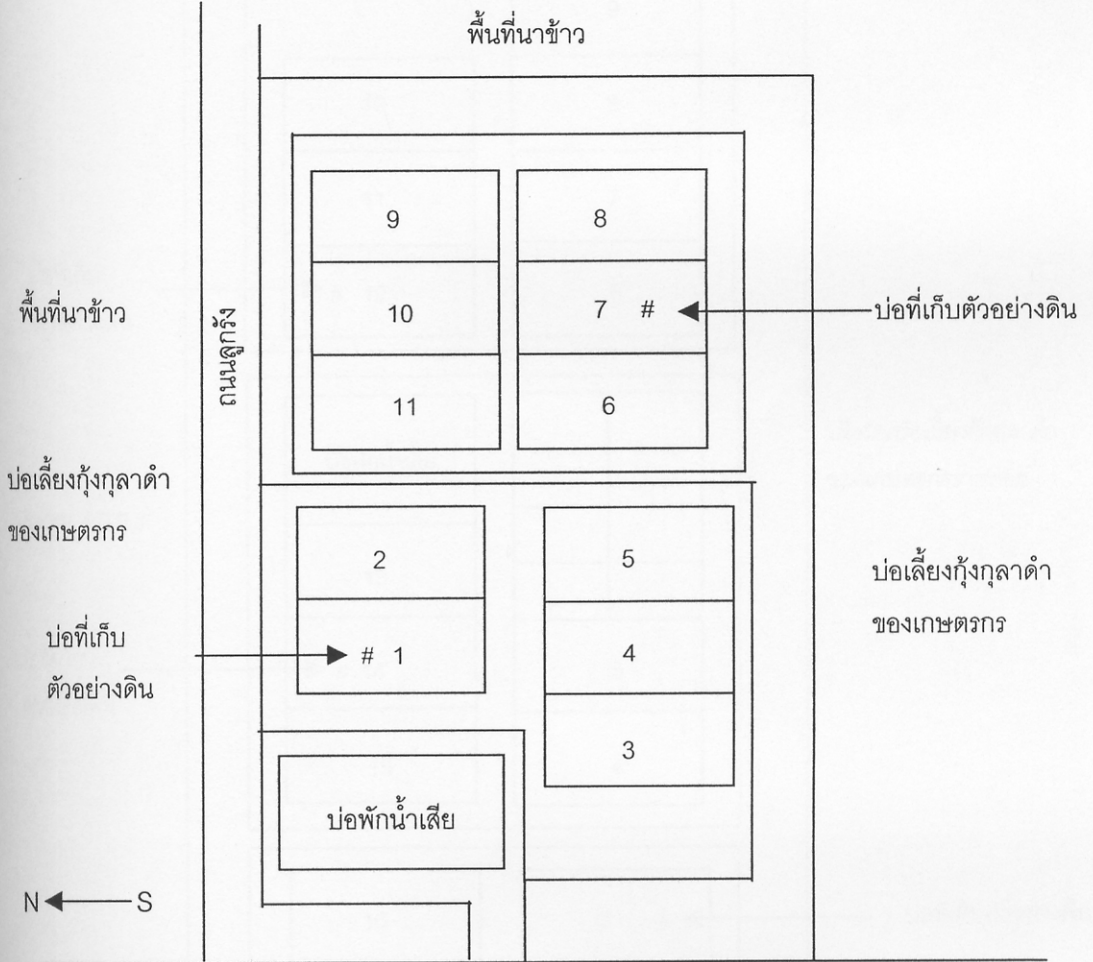 พื้นที่นาข้าว
9
8
พื้นที่นาข้าว
ถนนลูกรัง
10
7 #
บ่อที่เก็บตัวอย่างดิน
11
6
บ่อเลี้ยงกุ้งกุลาดำ
ของเกษตรกร
2
5
บ่อเลี้ยงกุ้งกุลาดำ
ของเกษตรกร
บ่อที่เก็บ
ตัวอย่างดิน
# 1
4
3
บ่อพักน้ำเสีย
N
S